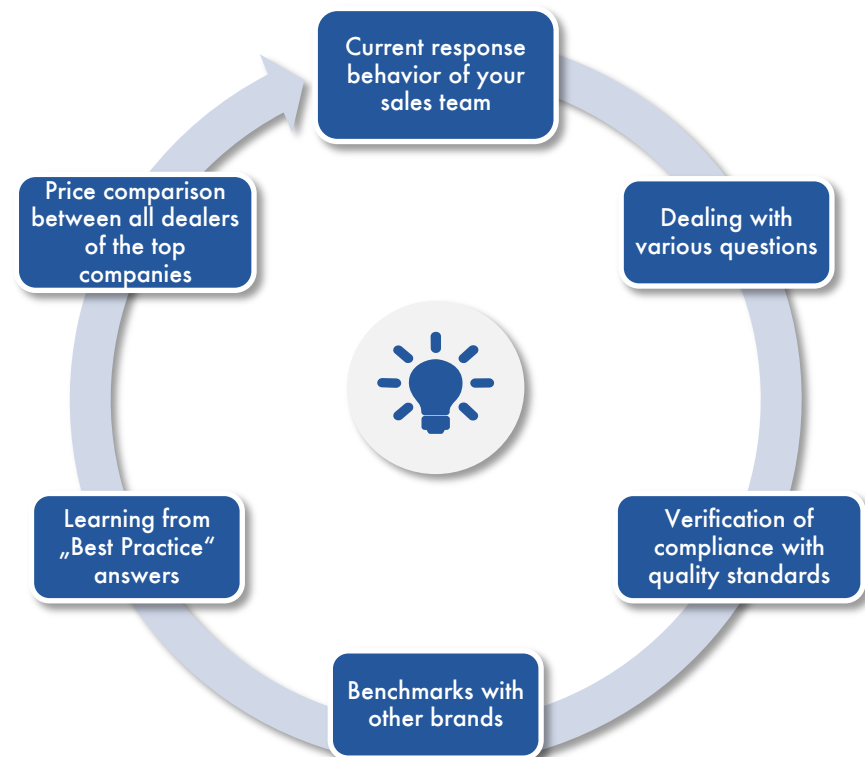 Current response
behavior of your
sales team
Dealing with
various questions
Verification of
compliance with
quality standards
Benchmarks with
other brands
Learning from
„Best Practice“
answers
Price comparison
between all dealers
of the top
companies